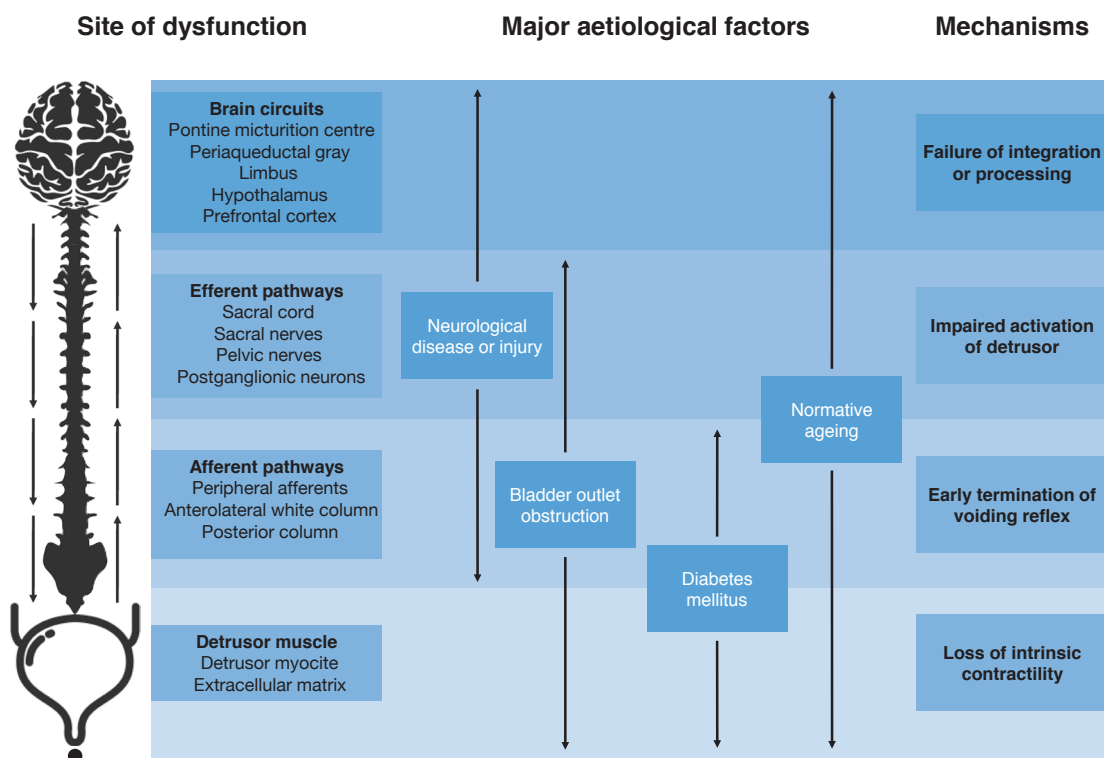 Site of dysfunction
Major aetiological factors
Mechanisms
Brain circuits
Pontine micturition centre
Periaqueductal gray
Limbus
Hypothalamus
Prefrontal cortex
Failure of integration
or processing
Efferent pathways
Sacral cord
Sacral nerves
Pelvic nerves
Postganglionic neurons
Neurological
disease or injury
Impaired activation
of detrusor
Normative
ageing
Afferent pathways
Peripheral afferents
Anterolateral white column
Posterior column
Bladder outlet
obstruction
Early termination of
voiding reflex
Diabetes
mellitus
Detrusor muscle
Detrusor myocite
Extracellular matrix
Loss of intrinsic
contractility